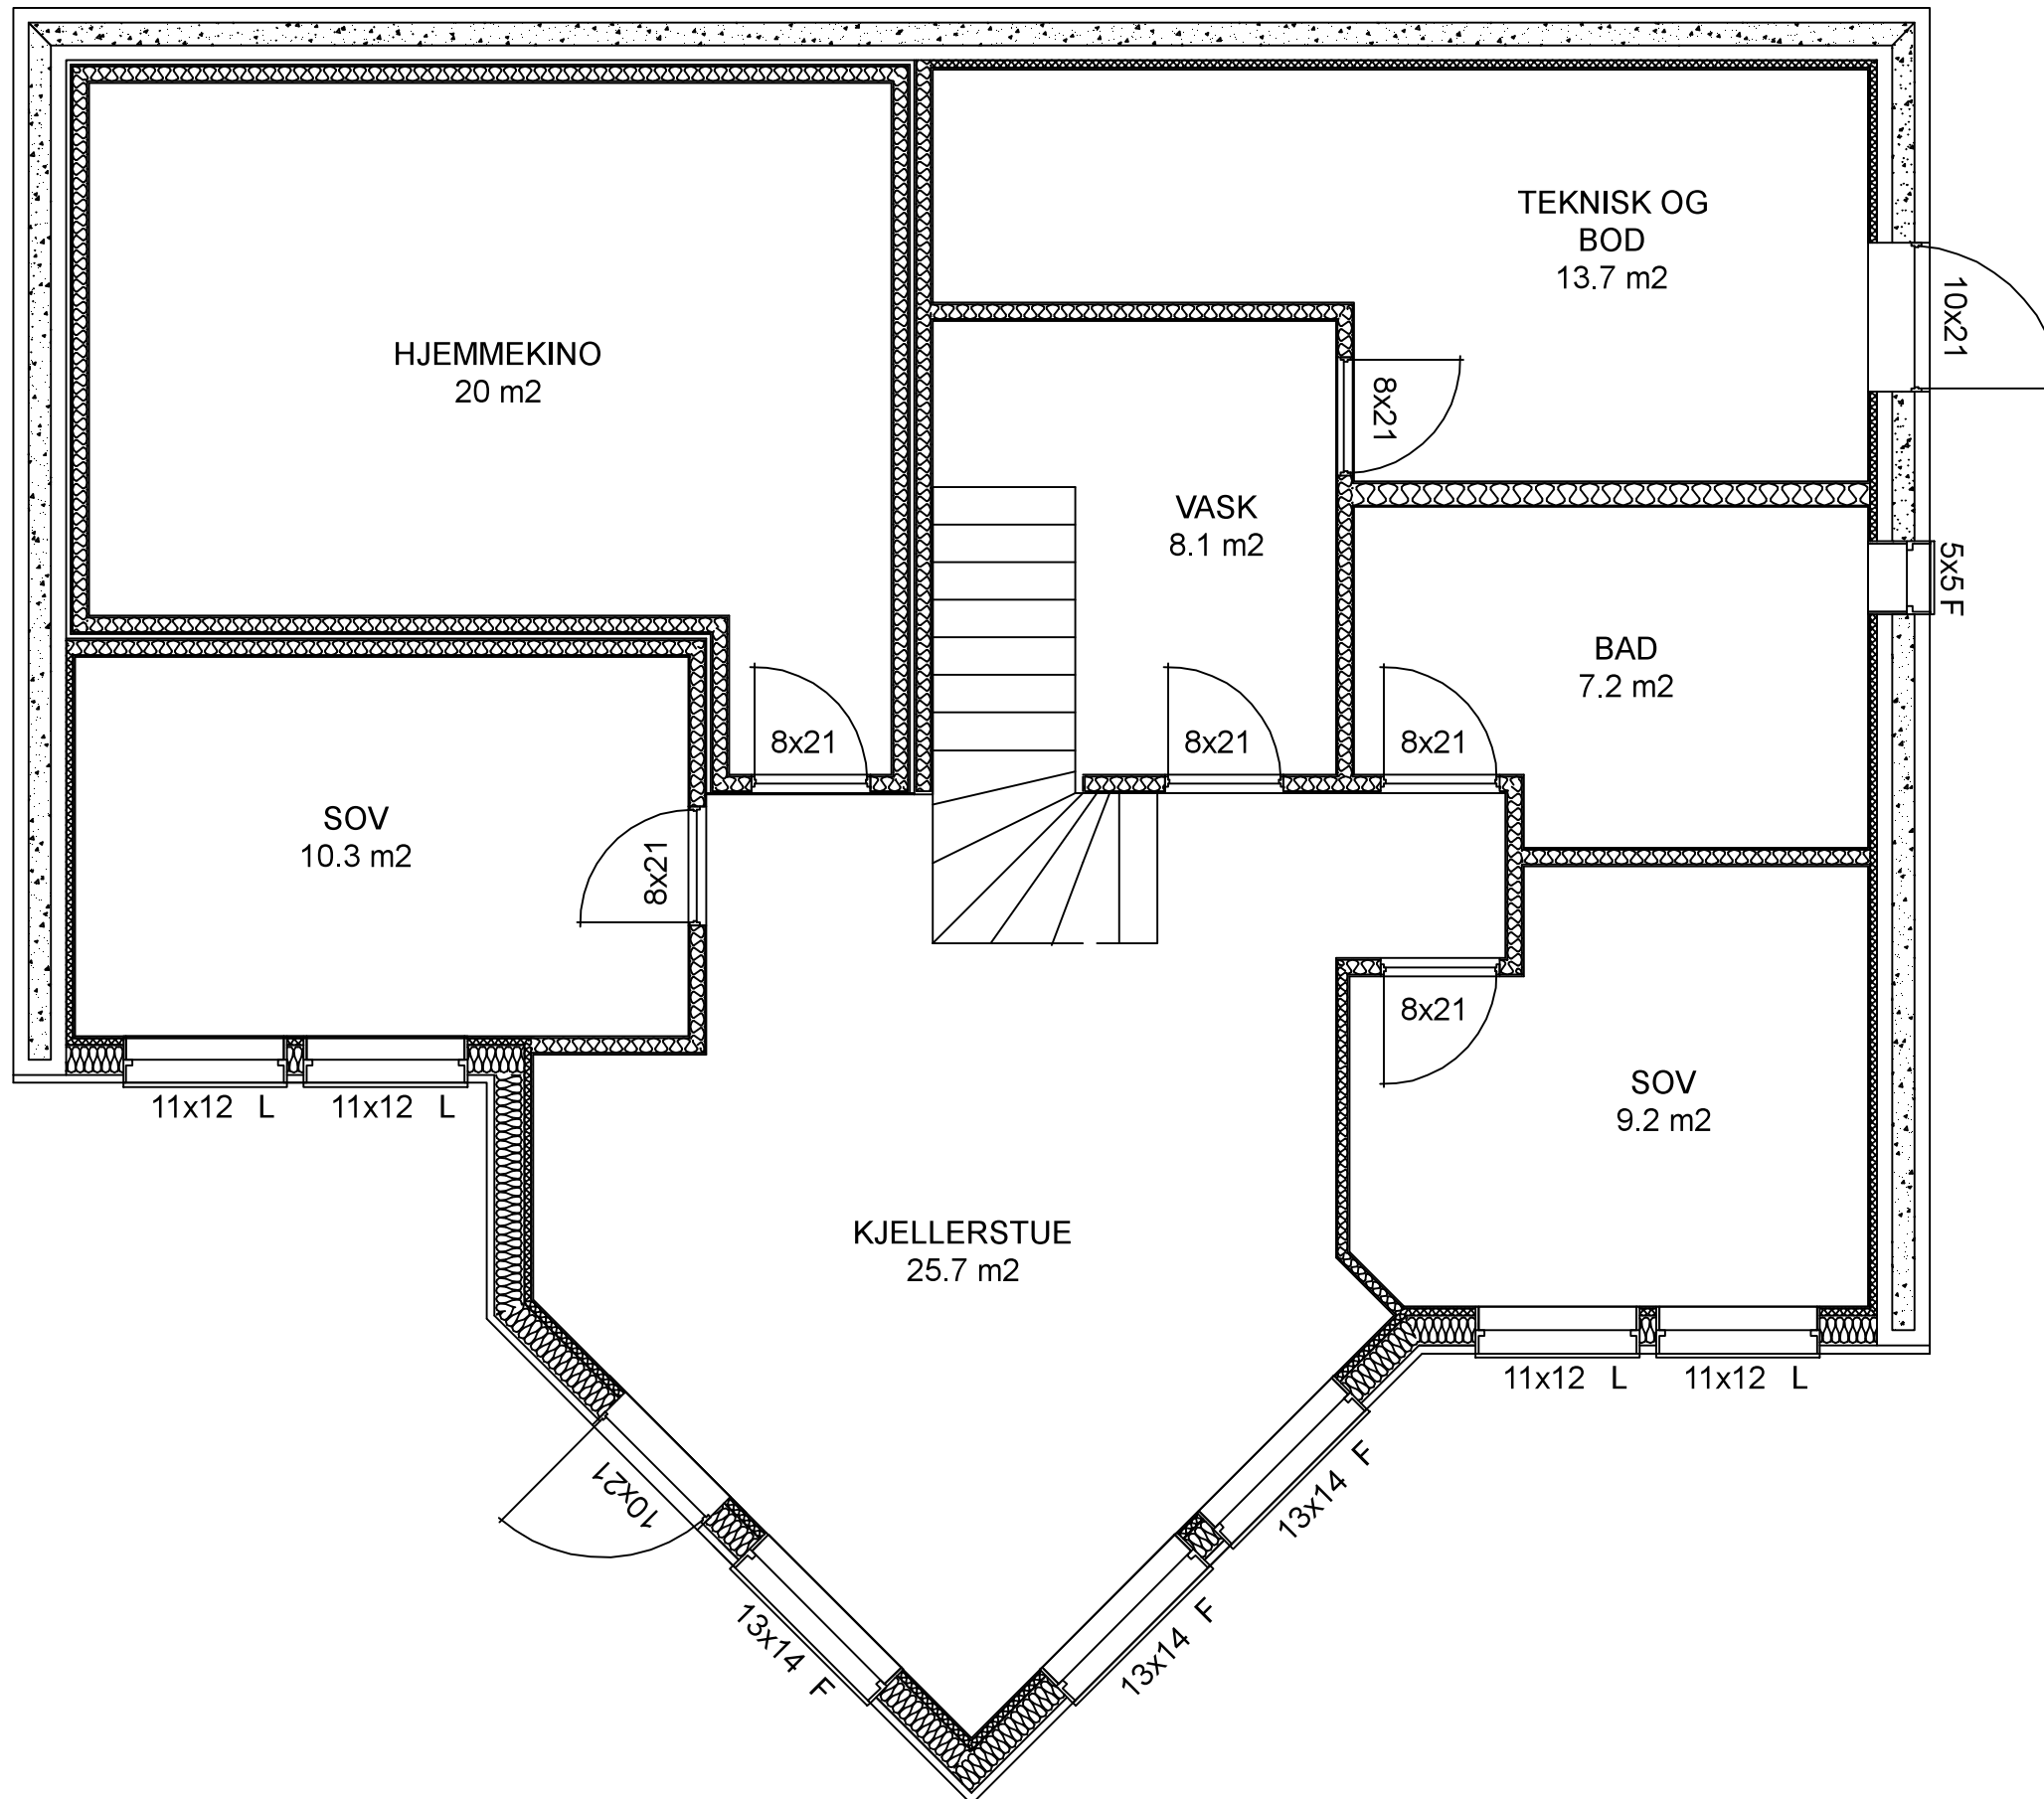 TEKNISK OG
BOD
13.7 m2
10x21
HJEMMEKINO
20 m2
8x21
VASK
8.1 m2
5x5 F
BAD
7.2 m2
8x21
8x21
8x21
SOV
10.3 m2
8x21
8x21
SOV
9.2 m2
11x12 L
11x12 L
KJELLERSTUE
25.7 m2
11x12 L
11x12 L
10x21
13x14 F
13x14 F
13x14 F